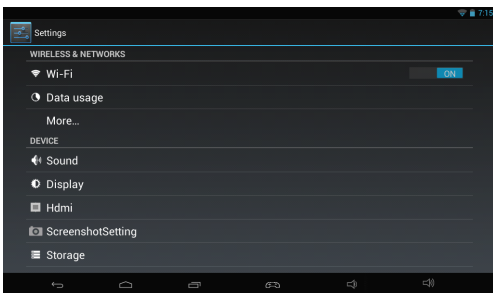 7:15
Settings
WIRELESS & NETWORKS
Wi-Fi
ON
Data usage
More...
DEVICE
Sound
Display
Hdmi
ScreenshotSetting
Storage